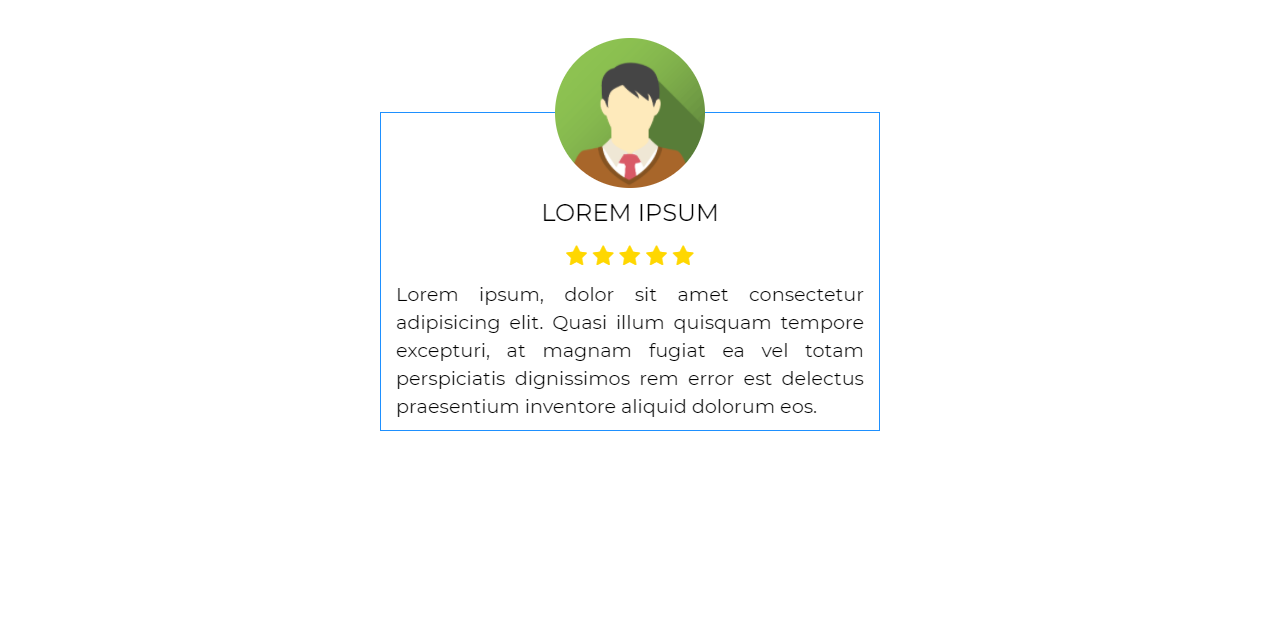 LOREM IPSUM
Lorem ipsum, dolor sit amet consectetur
adipisicing elit. Quasi illum quisquam tempore
excepturi, at magnam fugiat ea vel totam
perspiciatis dignissimos rem error est delectus
praesentium inventore aliquid dolorum eos.